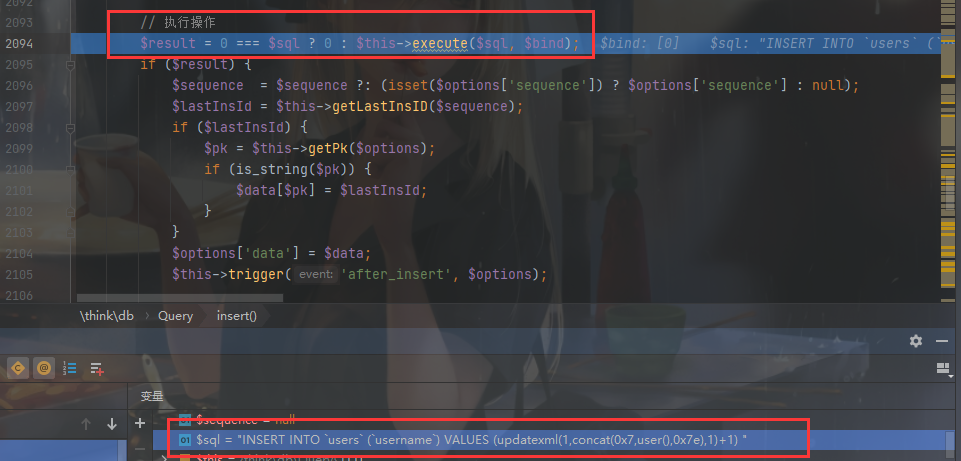 2092
2093 // 执行操作
2094 $result = 0 === $sql ? 0 : $this->execute($sql, $bind); $bind: [0] $sql: "INSERT INTO `users` (`
2095 if ($result) {
2096 $sequence = $sequence ?: (isset($options['sequence']) ? $options['sequence'] : null);
2097 $lastInsId = $this->getLastInsID($sequence);
2098 if ($lastInsId) {
2099 $pk = $this->getPk($options);
2100 if (is_string($pk)) {
2101 $data[$pk] = $lastInsId;
2102 }
2103 }
2104 $options['data'] = $data;
2105 $this->trigger( event: 'after_insert', $options);
2106
\think\db › Query › insert()
变量
$sequence = null
01 $sql = "INSERT INTO `users` (`username`) VALUES (updatexml(1,concat(0x7,user(),0x7e),1)+1) "